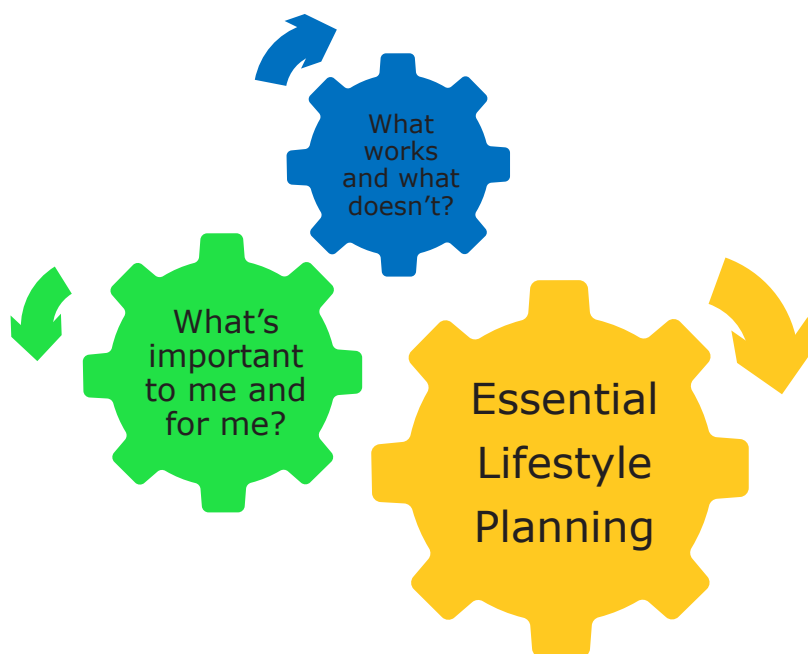 What
works
and what
doesn’t?
What’s
important
to me and
for me?
Essential
Lifestyle
Planning